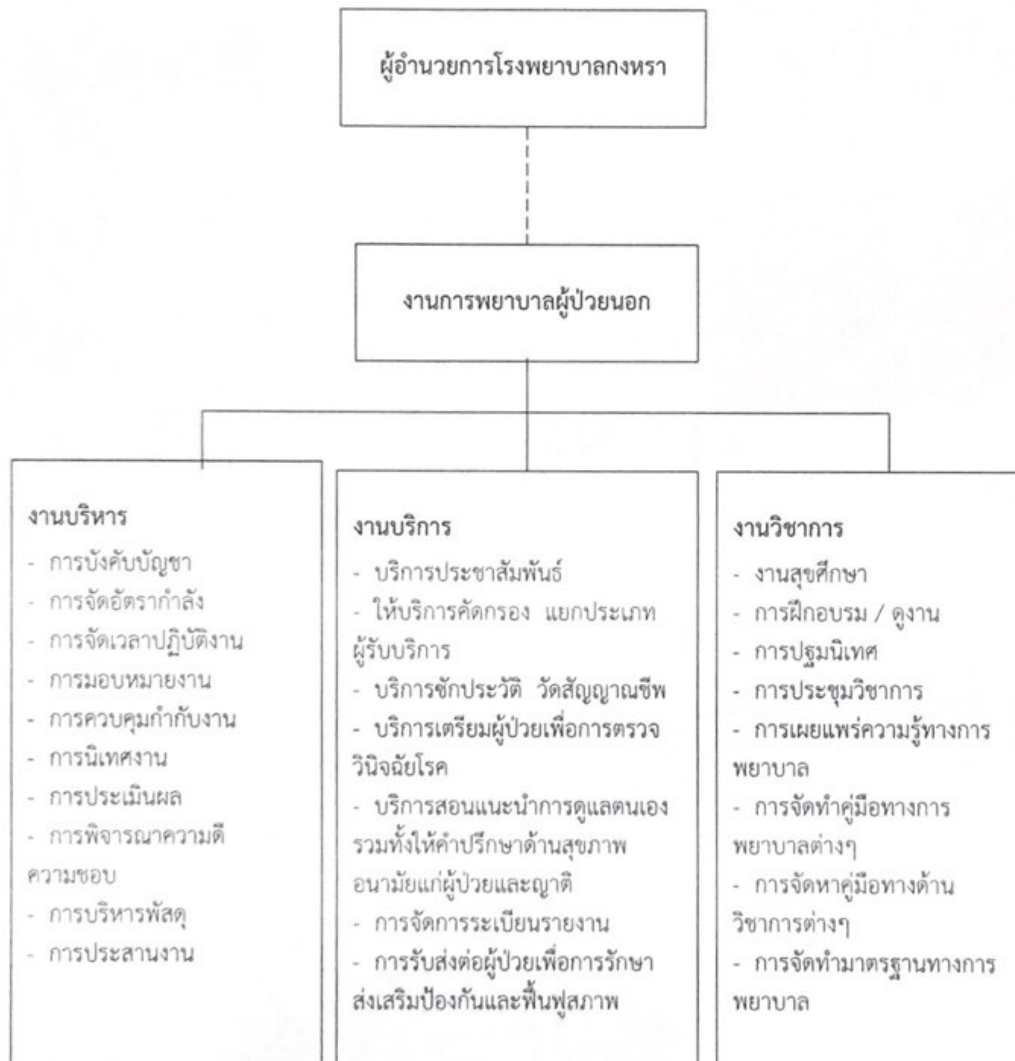 ผู้อำนวยการโรงพยาบาลกงหรา
งานการพยาบาลผู้ป่วยนอก
งานบริหาร
- การบังคับบัญชา
- การจัดอัตรากำลัง
- การจัดเวลาปฏิบัติงาน
- การมอบหมายงาน
- การควบคุมกำกับงาน
- การนิเทศงาน
- การประเมินผล
- การพิจารณาความดี
ความชอบ
- การบริหารพัสดุ
- การประสานงาน
งานบริการ
- บริการประชาสัมพันธ์
- ให้บริการคัดกรอง แยกประเภท
ผู้รับบริการ
- บริการซักประวัติ วัดสัญญาณชีพ
- บริการเตรียมผู้ป่วยเพื่อการตรวจ
วินิจฉัยโรค
- บริการสอนแนะนำการดูแลตนเอง
รวมทั้งให้คำปรึกษาด้านสุขภาพ
อนามัยแก่ผู้ป่วยและญาติ
- การจัดการระเบียนรายงาน
- การรับส่งต่อผู้ป่วยเพื่อการรักษา
ส่งเสริมป้องกันและฟื้นฟูสภาพ
งานวิชาการ
- งานสุขศึกษา
- การฝึกอบรม / ดูงาน
- การปฐมนิเทศ
- การประชุมวิชาการ
- การเผยแพร่ความรู้ทางการ
พยาบาล
- การจัดทำคู่มือทางการ
พยาบาลต่างๆ
- การจัดหาคู่มือทางด้าน
วิชาการต่างๆ
- การจัดทำมาตรฐานทางการ
พยาบาล